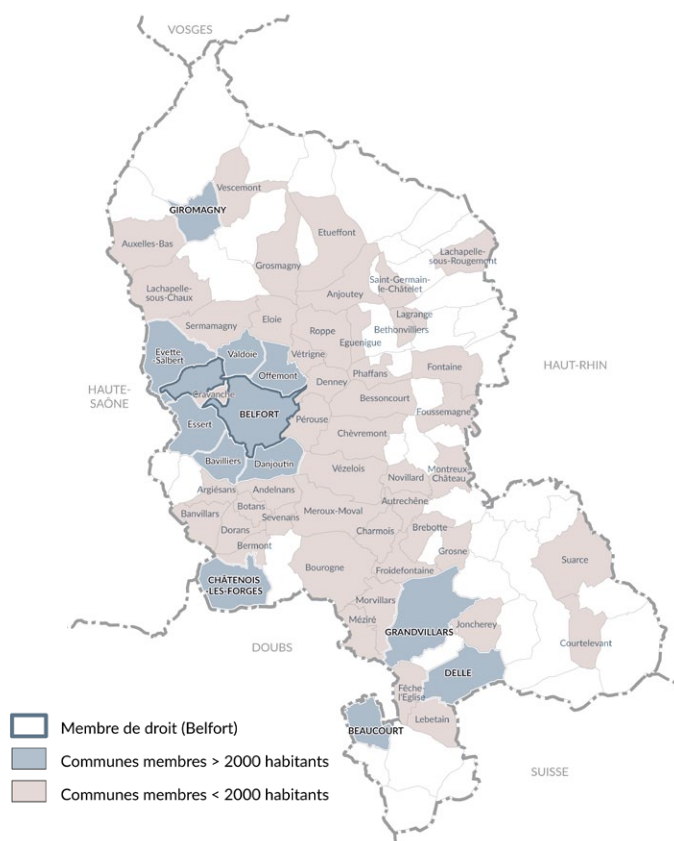 VOSGES
Vescemont
GIROMAGNY
Etueffont
Auxelles-Bas
Lachapelle-
sous-Rougemont
Grosmagny
Saint-Germain-
le-Châtelet
Lachapelle-
sous-Chaux
Anjoutey
Lagrange
Sermamagny
Eloie
Roppe
Bethonvilliers
Eguenigue
Evette
Salbert
Valdoie
Vétrigne
Offemont
Phaffans
Fontaine
HAUT-RHIN
HAUTE-
SAÔNE
Denney
Cravanche
Bessoncourt
BELFORT
Foussemagne
Essert
Pérouse
Chèvremont
Bavilliers
Danjoutin
Vézelois
Novillard
Montreux-
Château
Argiésans
Andelnans
Autrechêne
Botans
Banvillars
Sevenans
Meroux-Moval
Dorans
Charmois
Brebotte
Bermont
Grosne
Suarce
Bourogne
Froidefontaine
CHÂTENOIS
-LES-FORGES
Morvillars
Méziré
GRANDVILLARS
Joncherey
DOUBS
Courtelevant
DELLE
Fêche
l'Eglise
Lebetain
BEAUCOURT
SUISSE
Membre de droit (Belfort)
Communes membres > 2000 habitants
Communes membres < 2000 habitants